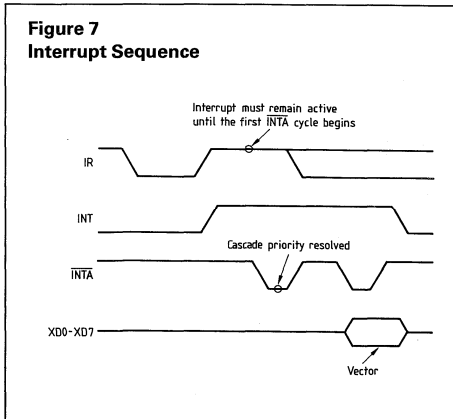 Figure 7
Interrupt Sequence
Interrupt must remain active
until the first INTA cycle begins
IR
INT
Cascade priority resolved
INTA
XD0-XD7
Vector